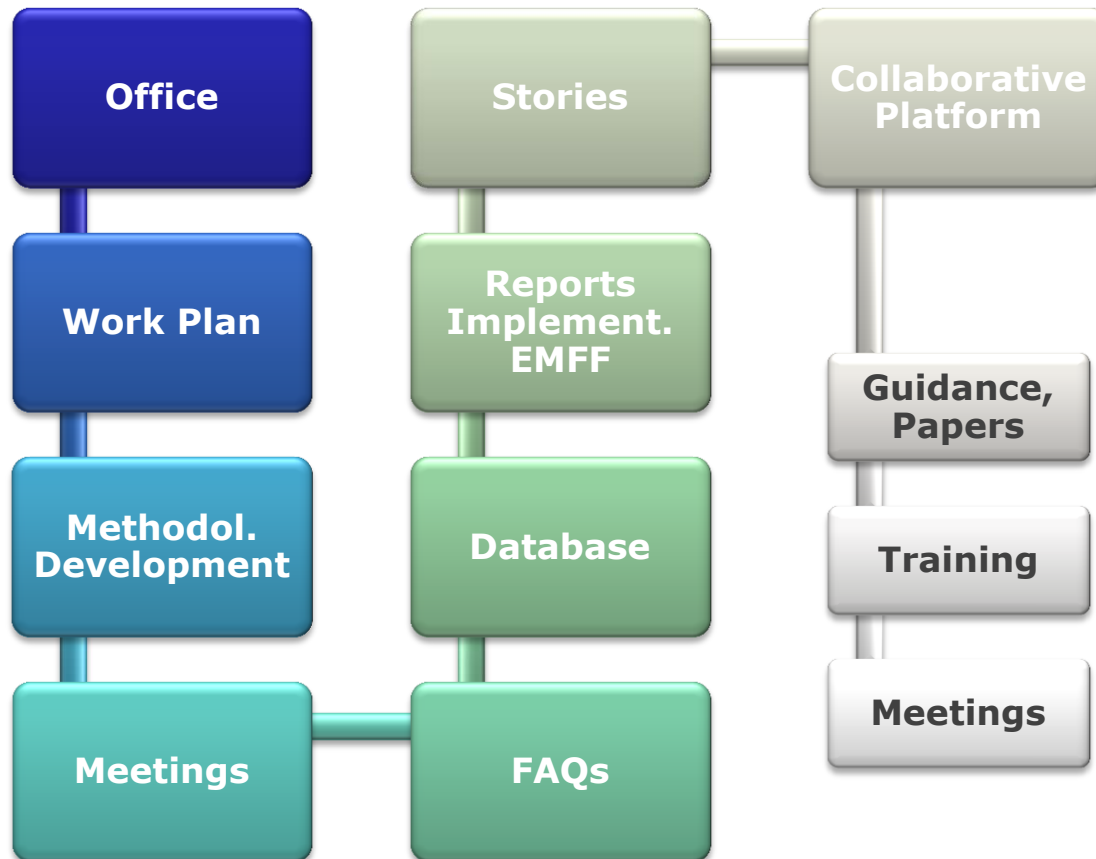 Office
Work Plan
Methodol.
Development
Meetings
FAQs
Database
Reports
Implement.
EMFF
Stories
Collaborative
Platform
Guidance,
Papers
Training
Meetings